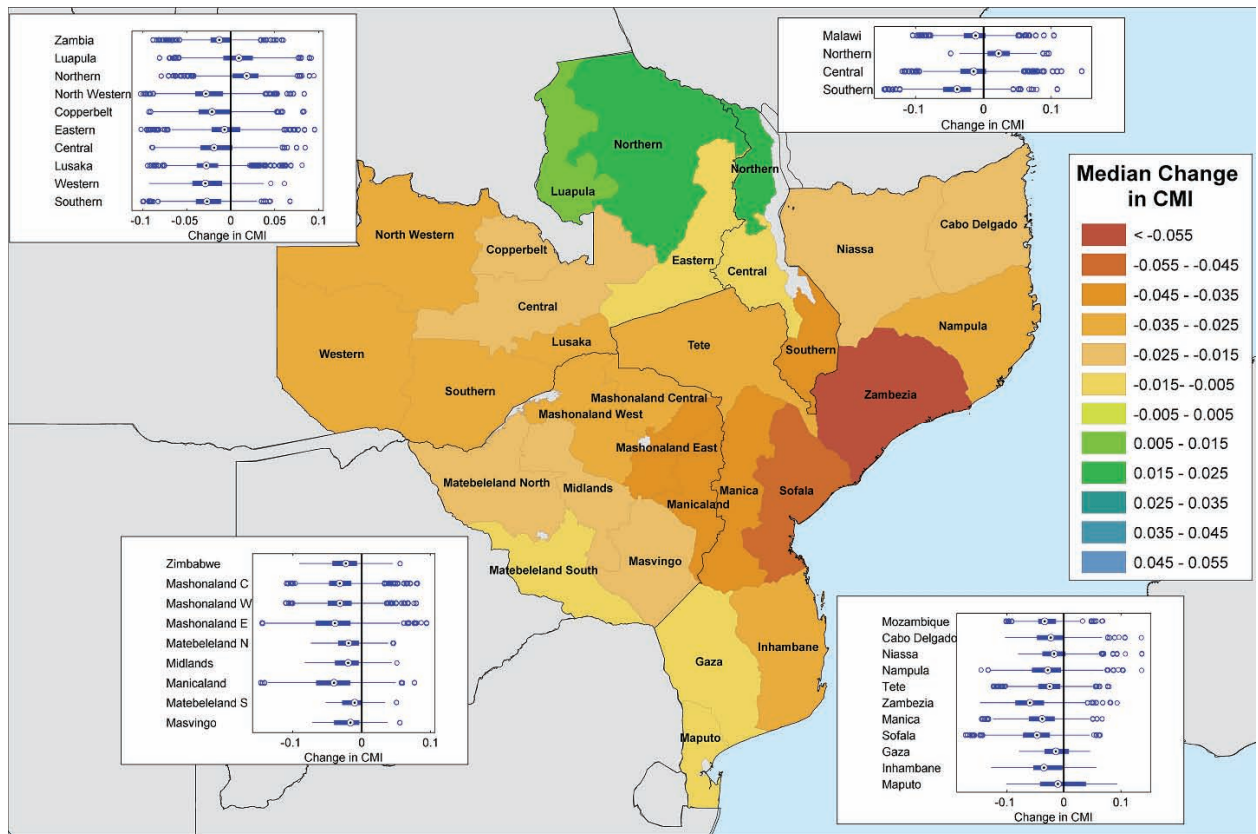 Zambia
Luapula
Northern
North Western
Copperbelt
Eastern
Central
Lusaka
Western
Southern
-0.1 -0.05 0 0.05 0.1
Change in CMI
Malawi
Northern
Central
Southern
-0.1 0 0.1
Change in CMI
Median Change
in CMI
< -0.055
-0.055 - -0.045
-0.045 - -0.035
-0.035 - -0.025
-0.025 - -0.015
-0.015- -0.005
-0.005 - 0.005
0.005 - 0.015
0.015 - 0.025
0.025 - 0.035
0.035 - 0.045
0.045 - 0.055
Northern
Northern
Luapula
North Western
Copperbelt
Eastern
Central
Niassa
Cabo Delgado
Central
Nampula
Western
Lusaka
Tete
Southern
Southern
Zambezia
Mashonaland Central
Mashonaland West
Mashonaland East
Matebeleland North
Midlands
Manica
Sofala
Manicaland
Masvingo
Matebeleland South
Gaza
Inhambane
Maputo
Zimbabwe
Mashonaland C
Mashonaland W
Mashonaland E
Matebeleland N
Midlands
Manicaland
Matebeleland S
Masvingo
-0.1 0 0.1
Change in CMI
Mozambique
Cabo Delgado
Niassa
Nampula
Tete
Zambezia
Manica
Sofala
Gaza
Inhambane
Maputo
-0.1 0 0.1
Change in CMI